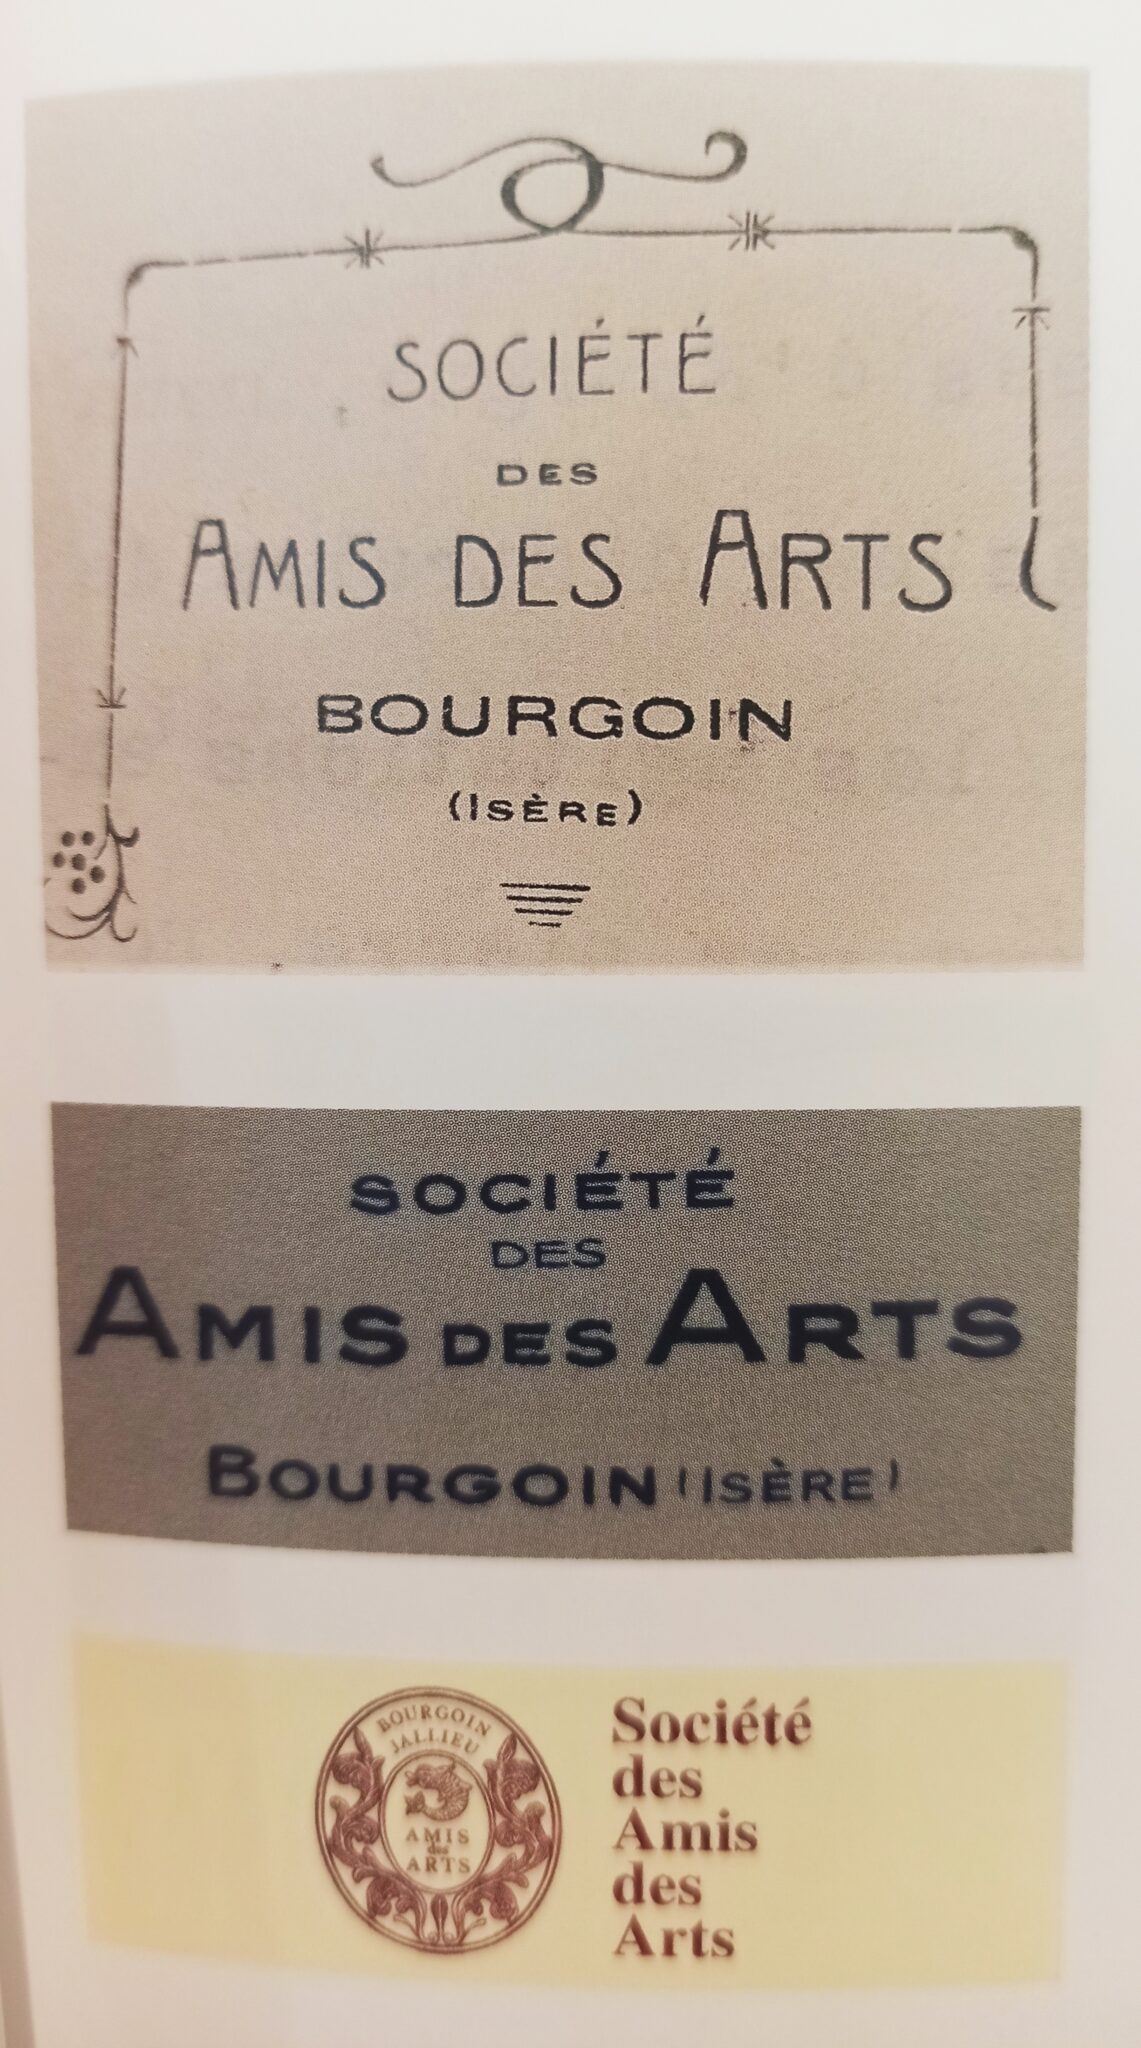 SOCIÉTÉ
DES
AMIS DES ARTS
BOURGOIN
(ISÈRE)
SOCIÉTÉ
DES
AMIS DES ARTS
BOURGOIN (ISÈRE)
BOURGOIN
JALLIEU
AMIS
des
ARTS
Société
des
Amis
des
Arts